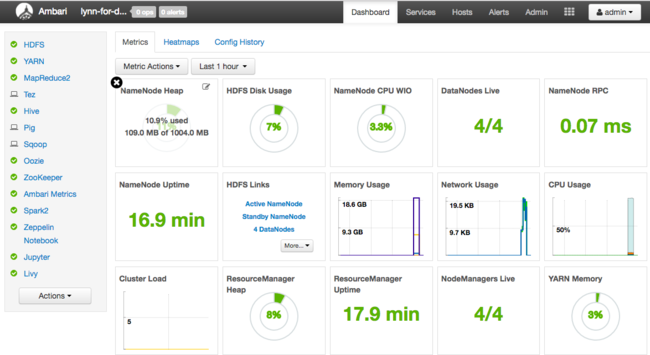 Ambari lynn-for-d... 0 ops 0 alerts Dashboard Services Hosts Alerts Admin admin
HDFS
YARN
MapReduce2
Tez
Hive
Pig
Sqoop
Oozie
ZooKeeper
Ambari Metrics
Spark2
Zeppelin
Notebook
Jupyter
Livy
Actions
Metrics Heatmaps Config History
Metric Actions Last 1 hour
NameNode Heap
10.9% used
109.0 MB of 1004.0 MB
HDFS Disk Usage
7%
NameNode CPU WIO
3.3%
DataNodes Live
4/4
NameNode RPC
0.07 ms
NameNode Uptime
16.9 min
HDFS Links
Active NameNode
Standby NameNode
4 DataNodes
More...
Memory Usage
18.6 GB
9.3 GB
Network Usage
19.5 KB
9.7 KB
CPU Usage
50%
Cluster Load
5
ResourceManager
Heap
8%
ResourceManager
Uptime
17.9 min
NodeManagers Live
4/4
YARN Memory
3%